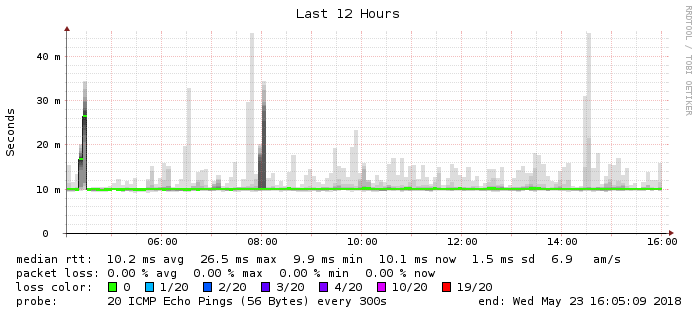 Last 12 Hours
RRDTOOL / TOBI OETIKER
Seconds
40 m
30 m
20 m
10 m
0
06:00 08:00 10:00 12:00 14:00 16:00
median rtt: 10.2 ms avg 26.5 ms max 9.9 ms min 10.1 ms now 1.5 ms sd 6.9 am/s
packet loss: 0.00 % avg 0.00 % max 0.00 % min 0.00 % now
loss color: 0 1/20 2/20 3/20 4/20 10/20 19/20
probe: 20 ICMP Echo Pings (56 Bytes) every 300s end: Wed May 23 16:05:09 2018